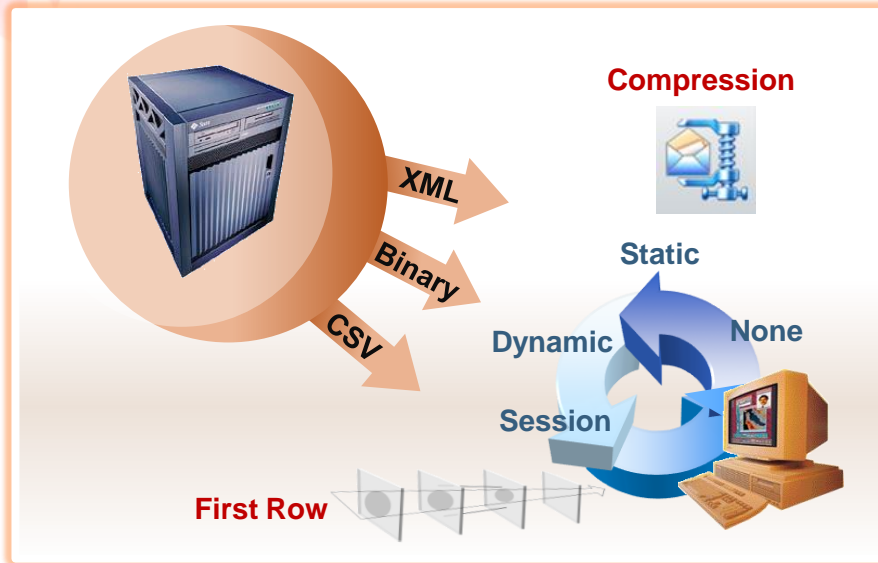 Compression
XML
Binary
CSV
Static
None
Dynamic
Session
First Row